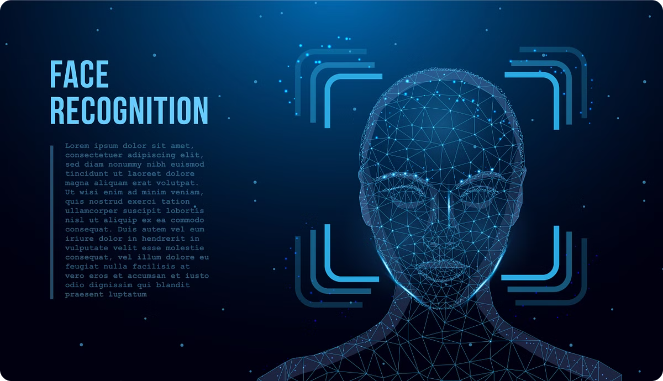 FACE
RECOGNITION
Lorem ipsum dolor sit amet,
consectetuer adipiscing elit,
sed diam nonummy nibh euismod
tincidunt ut laoreet dolore
magna aliquam erat volutpat.
Ut wisi enim ad minim veniam,
quis nostrud exerci tation
ullamcorper suscipit lobortis
nisl ut aliquip ex ea commodo
consequat. Duis autem vel eum
iriure dolor in hendrerit in
vulputate velit esse molestie
consequat, vel illum dolore eu
feugiat nulla facilisis at
vero eros et accumsan et iusto
odio dignissim qui blandit
praesent luptatum